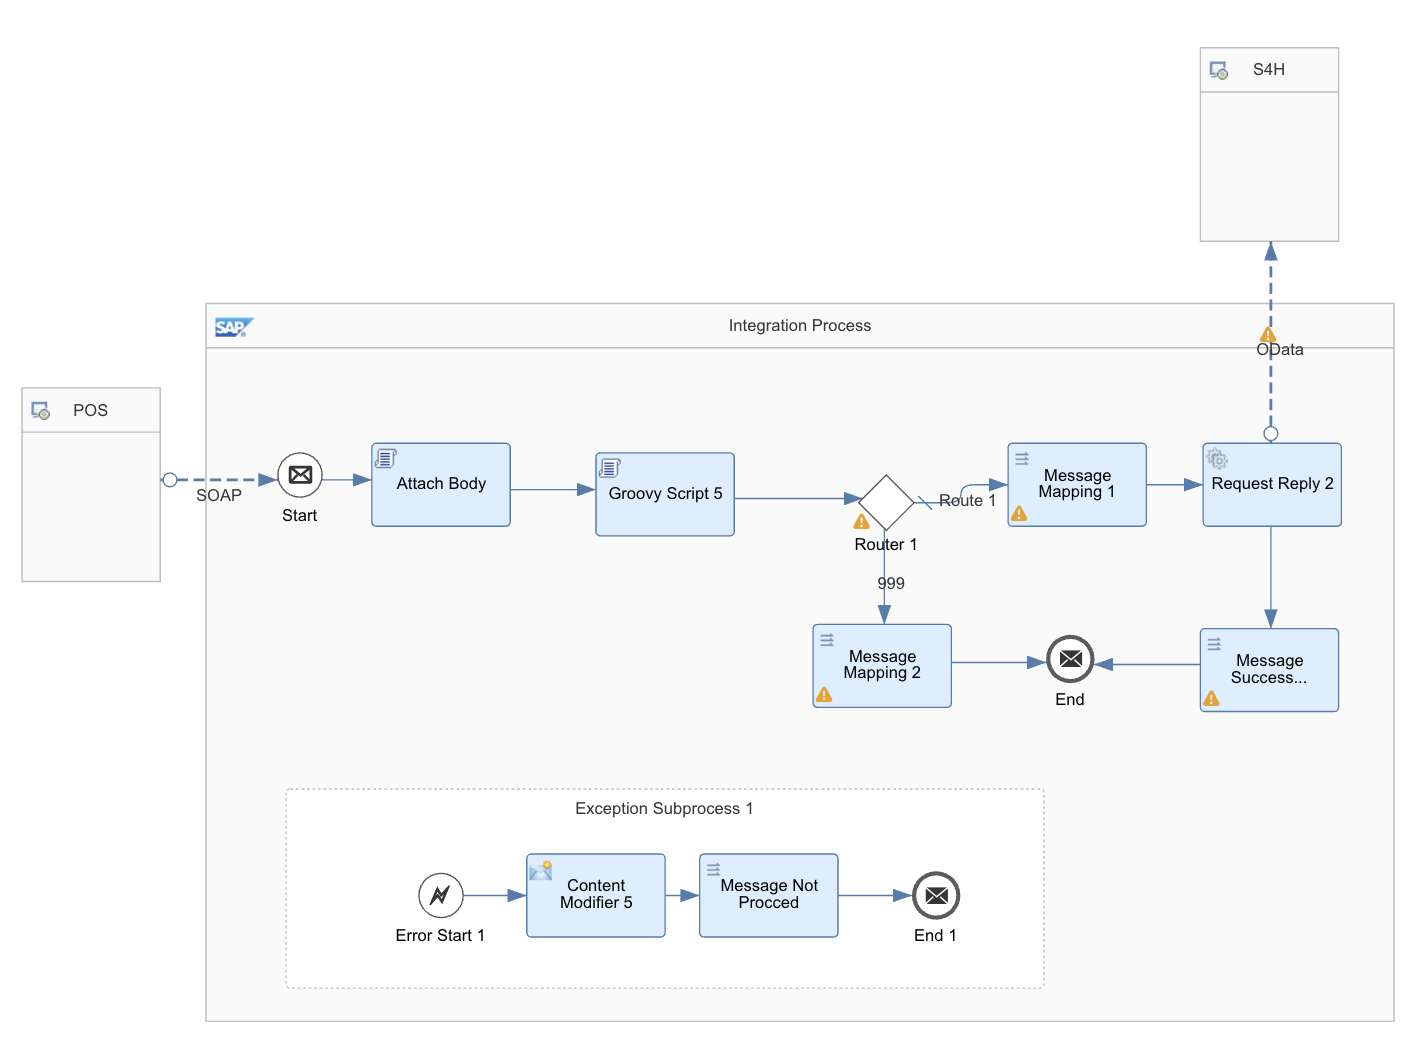 S4H
SAP
Integration Process
OData
POS
SOAP
Start
Attach Body
Groovy Script 5
Router 1
Route 1
999
Message
Mapping 1
Request Reply 2
Message
Mapping 2
End
Message
Success...
Exception Subprocess 1
Error Start 1
Content
Modifier 5
Message Not
Procced
End 1